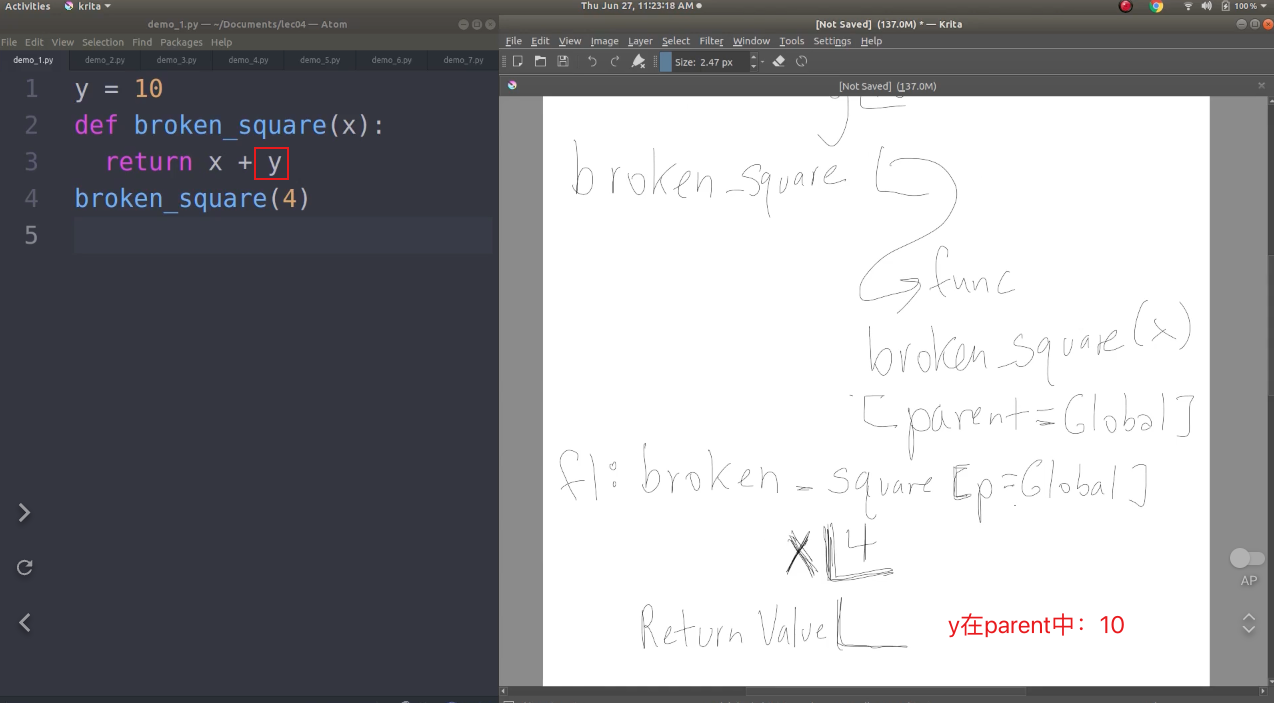 Activities krita Thu Jun 27, 11:23:18 AM 100 %
demo_1.py — ~/Documents/lec04 — Atom
File Edit View Selection Find Packages Help
demo_1.py demo_2.py demo_3.py demo_4.py demo_5.py demo_6.py demo_7.py
1 y = 10
2 def broken_square(x):
3 return x + y
4 broken_square(4)
5
[Not Saved] (137.0M) * — Krita
File Edit View Image Layer Select Filter Window Tools Settings Help
Size: 2.47 px
[Not Saved] (137.0M)
broken_square
func
broken_square(x)
[parent=Global]
f1: broken_square [p=Global]
x 4
Return Value
y在parent中：10
AP